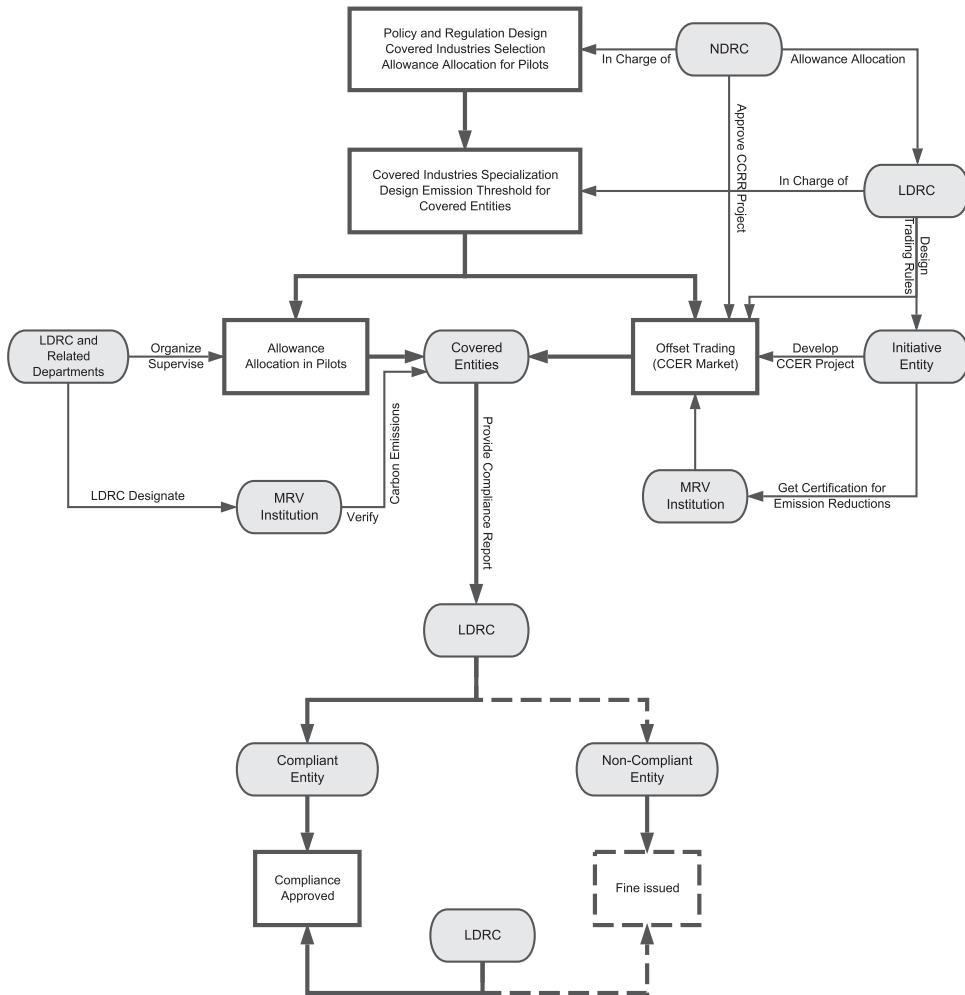 Policy and Regulation Design
Covered Industries Selection
Allowance Allocation for Pilots
In Charge of
NDRC
Allowance Allocation
Approve CCRR Project
Covered Industries Specialization
Design Emission Threshold for
Covered Entities
In Charge of
LDRC
Design
Trading Rules
LDRC and
Related
Departments
Organize
Supervise
Allowance
Allocation in Pilots
Covered
Entities
Offset Trading
(CCER Market)
Develop
CCER Project
Initiative
Entity
LDRC Designate
MRV
Institution
Verify
Carbon Emissions
Provide Compliance Report
MRV
Institution
Get Certification for
Emission Reductions
LDRC
Compliant
Entity
Non-Compliant
Entity
Compliance
Approved
Fine issued
LDRC